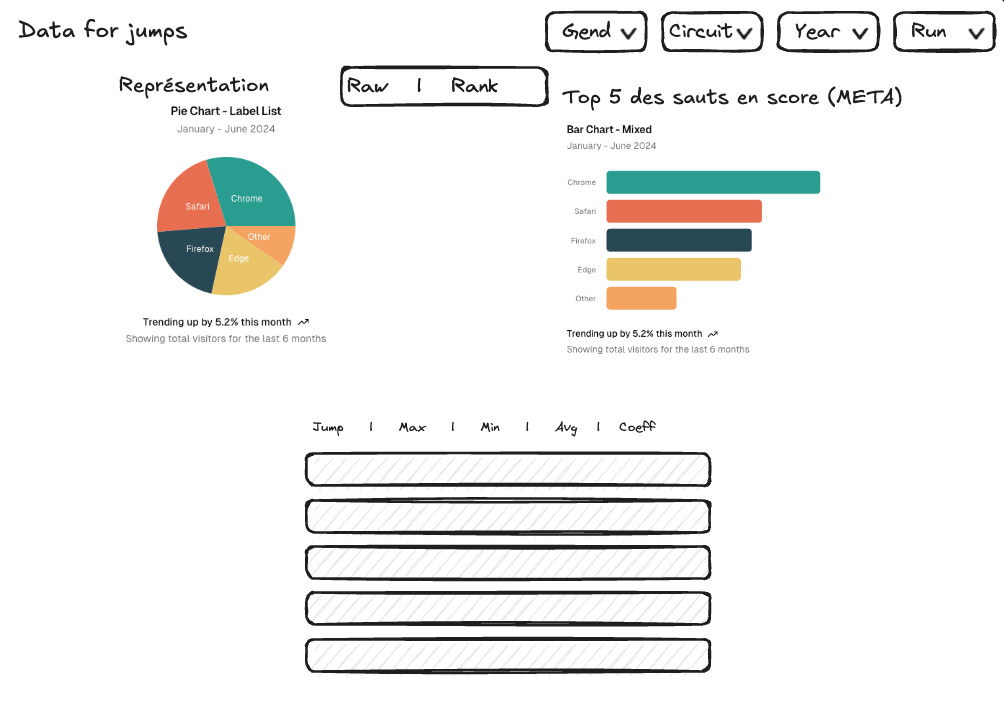 Data for jumps
Gend
Circuit
Year
Run
Représentation
Raw | Rank
Top 5 des sauts en score (META)
Pie Chart - Label List
January - June 2024
Chrome
Safari
Other
Firefox
Edge
Trending up by 5.2% this month
Showing total visitors for the last 6 months
Bar Chart - Mixed
January - June 2024
Chrome
Safari
Firefox
Edge
Other
Trending up by 5.2% this month
Showing total visitors for the last 6 months
Jump | Max | Min | Avg | Coeff